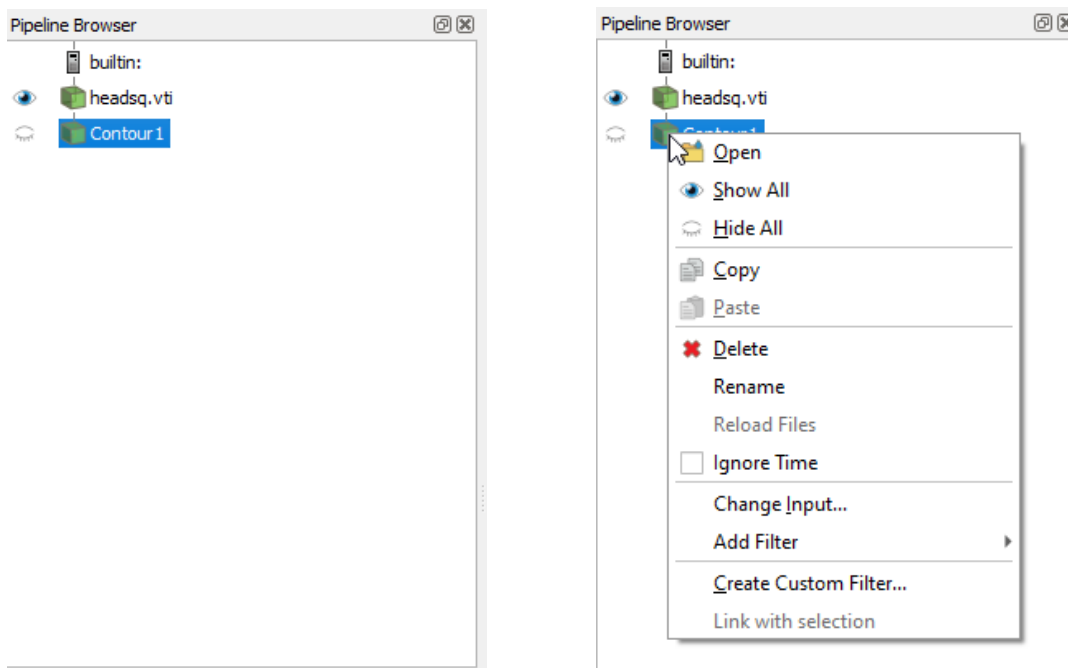 Pipeline Browser
builtin:
headsq.vti
Contour1
Pipeline Browser
builtin:
headsq.vti
Contour1
Open
Show All
Hide All
Copy
Paste
Delete
Rename
Reload Files
Ignore Time
Change Input...
Add Filter
Create Custom Filter...
Link with selection